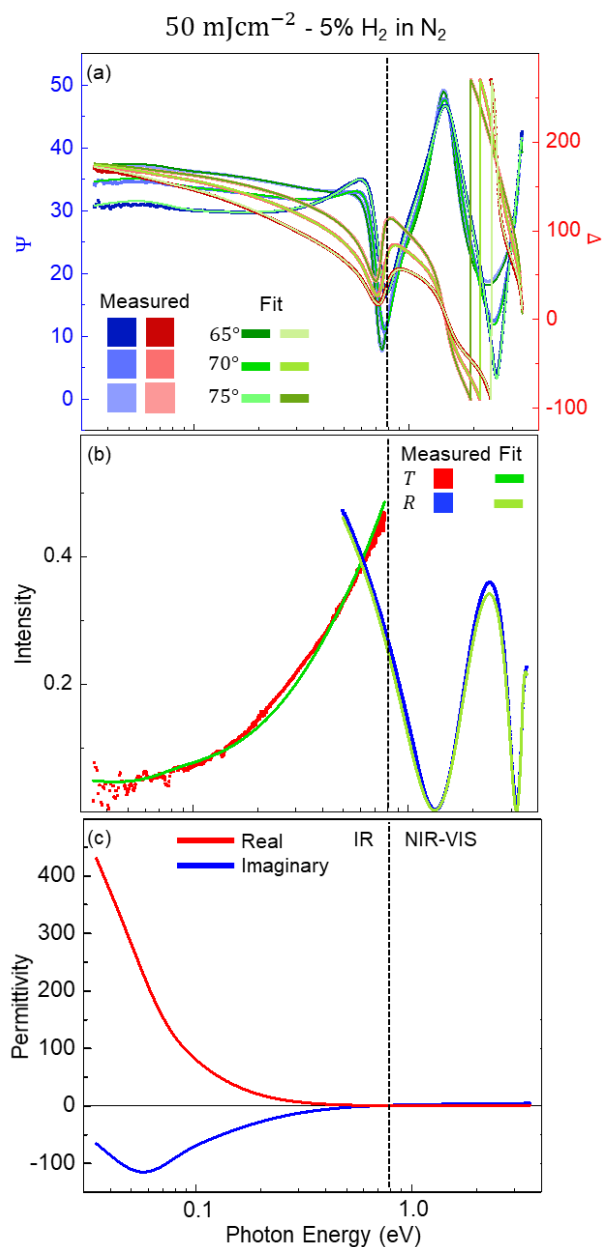 50 mJcm⁻² - 5% H₂ in N₂
(a)
50
40
30
20
10
0
Ψ
200
100
0
-100
Δ
Measured
Fit
65°
70°
75°
(b)
Measured Fit
T
R
0.4
0.2
Intensity
(c)
Real
Imaginary
IR
NIR-VIS
400
300
200
100
0
-100
Permittivity
0.1
1.0
Photon Energy (eV)